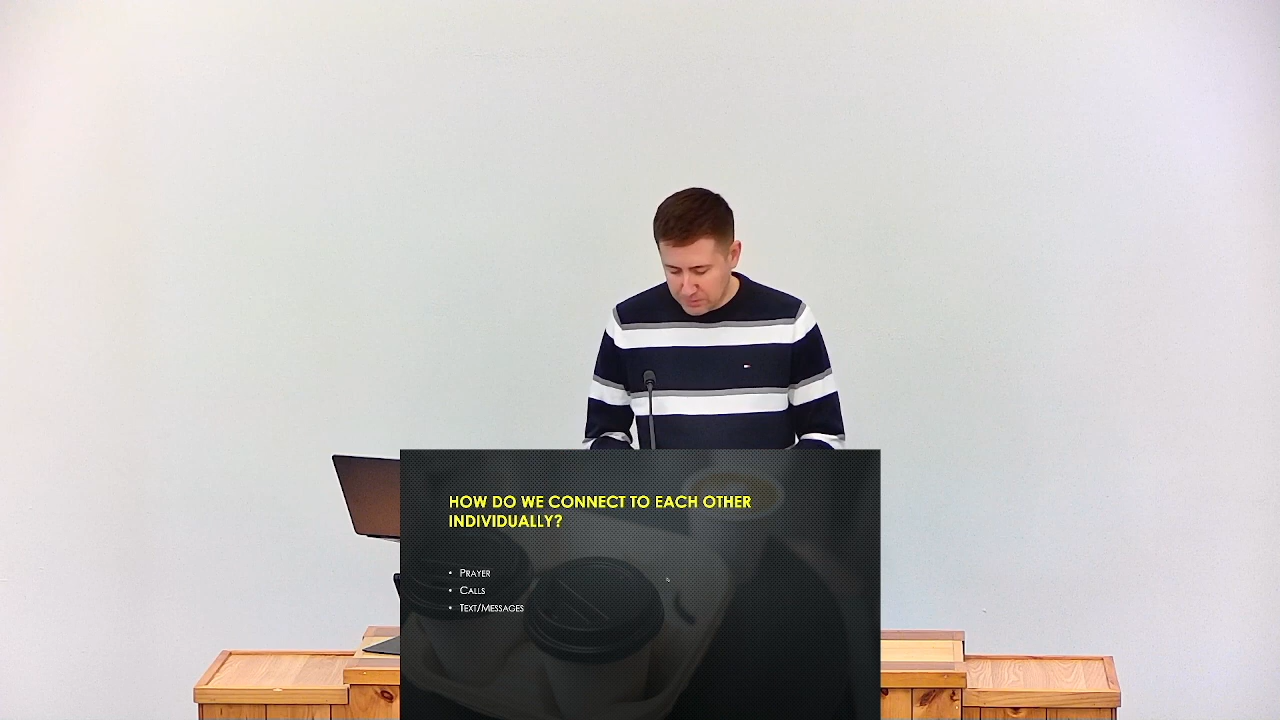 HOW DO WE CONNECT TO EACH OTHER
INDIVIDUALLY?
• PRAYER
• CALLS
• TEXT/MESSAGES